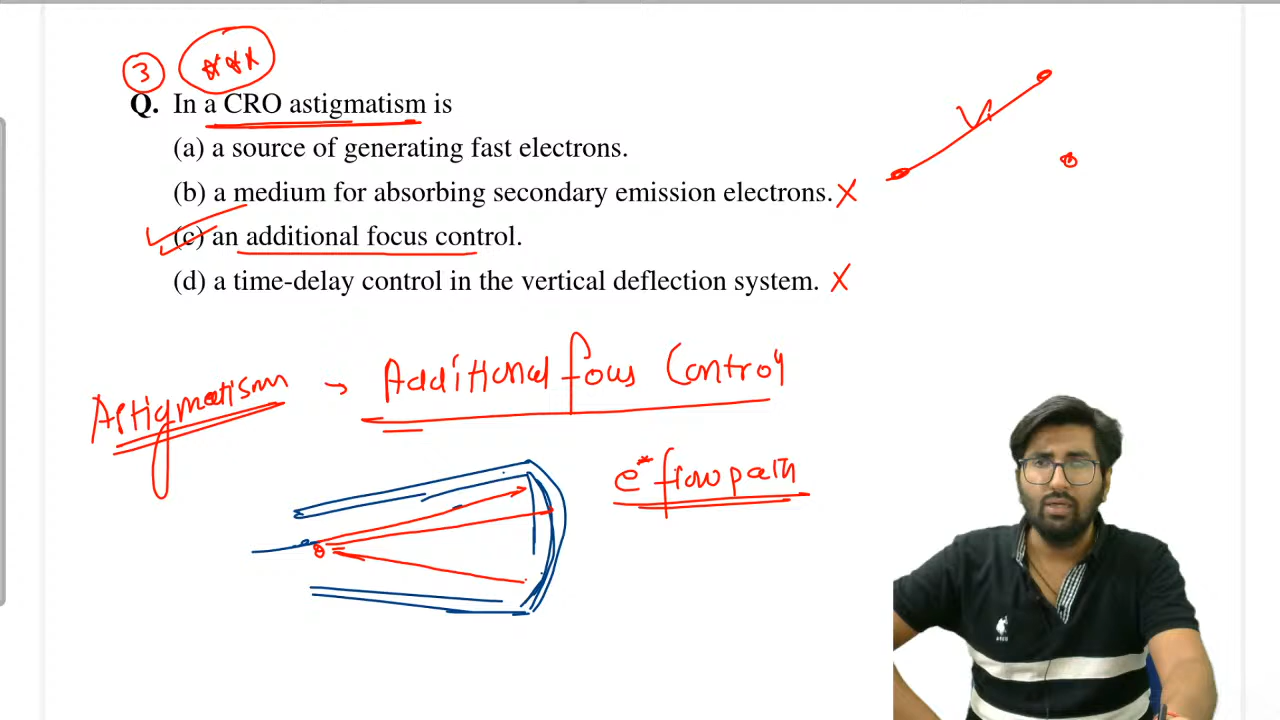 3 ***
Q. In a CRO astigmatism is
(a) a source of generating fast electrons.
(b) a medium for absorbing secondary emission electrons. X
(c) an additional focus control.
(d) a time-delay control in the vertical deflection system. X
Astigmatism → Additional focus Control
e⁻ flow path